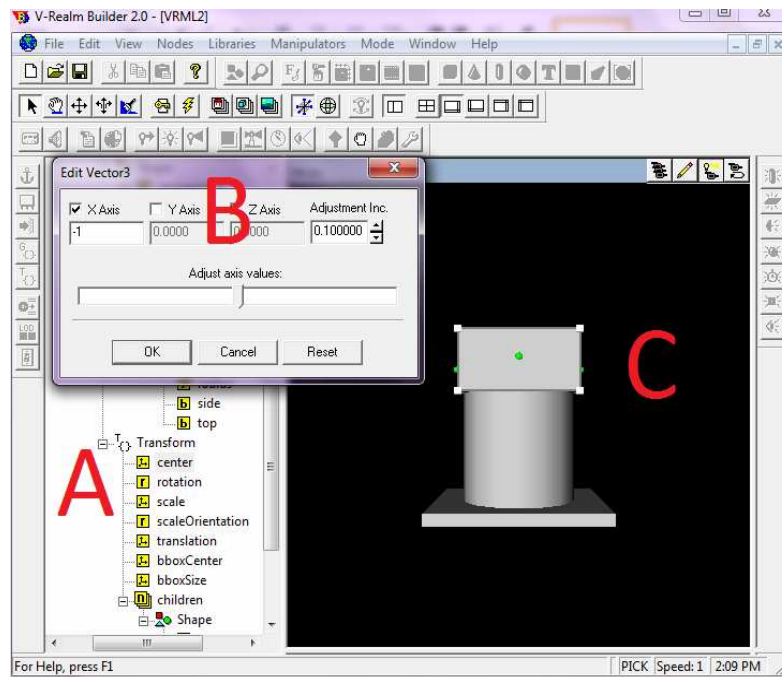 V-Realm Builder 2.0 - [VRML2]
File Edit View Nodes Libraries Manipulators Mode Window Help
Edit Vector3
X Axis Y Axis Z Axis Adjustment Inc.
-1 0.0000 0.100000
B
Adjust axis values:
OK Cancel Reset
C
side
top
Transform
A
center
rotation
scale
scaleOrientation
translation
bboxCenter
bboxSize
children
Shape
For Help, press F1 PICK Speed: 1 2:09 PM